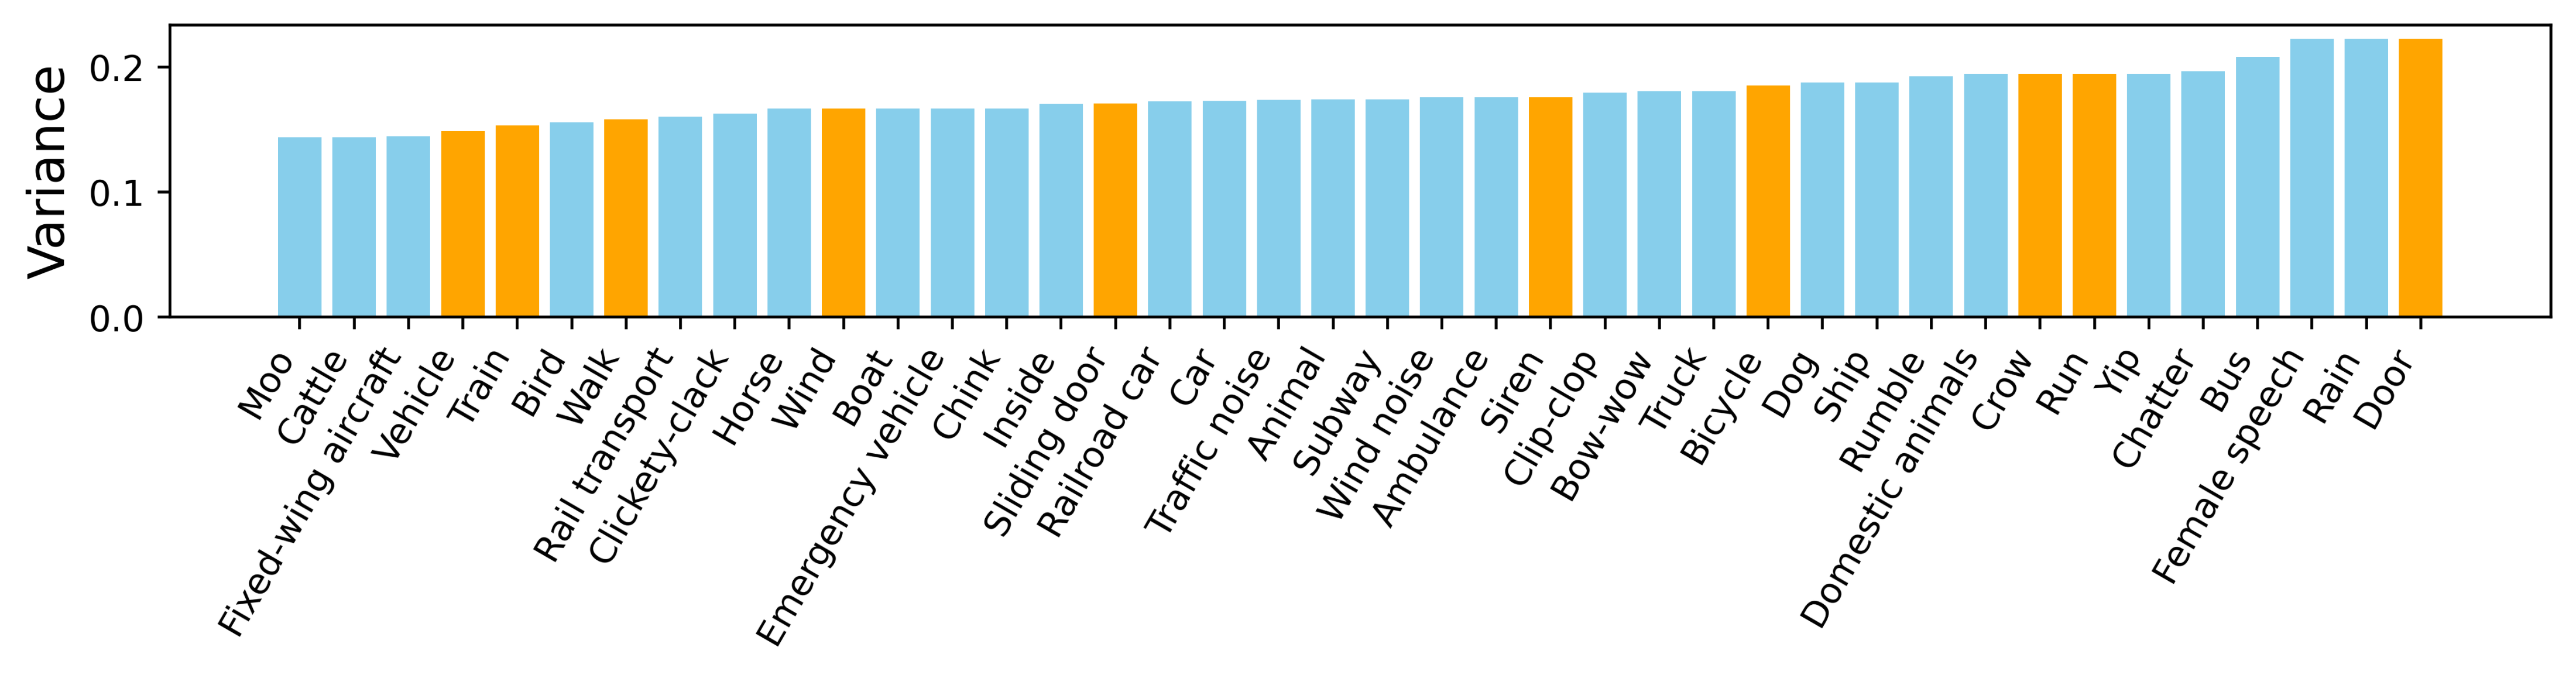 Variance
0.2
0.1
0.0
Moo
Cattle
Fixed-wing aircraft
Vehicle
Train
Bird
Walk
Rail transport
Clickety-clack
Horse
Wind
Boat
Emergency vehicle
Chink
Inside
Sliding door
Railroad car
Car
Traffic noise
Animal
Subway
Wind noise
Ambulance
Siren
Clip-clop
Bow-wow
Truck
Bicycle
Dog
Ship
Rumble
Domestic animals
Crow
Run
Yip
Chatter
Bus
Female speech
Rain
Door